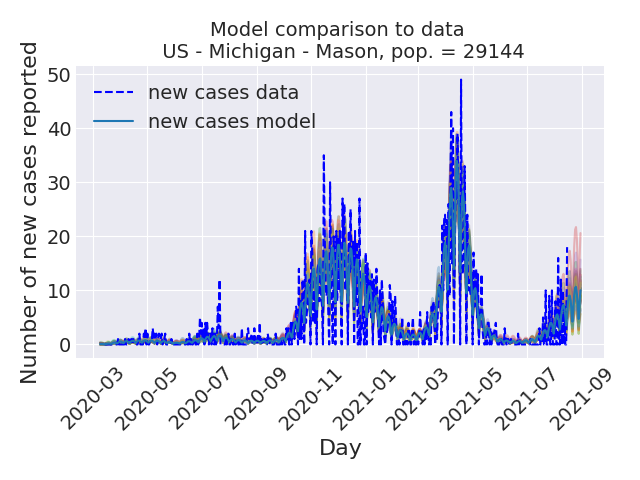 Model comparison to data
US - Michigan - Mason, pop. = 29144
Number of new cases reported
50
40
30
20
10
0
new cases data
new cases model
2020-03
2020-05
2020-07
2020-09
2020-11
2021-01
2021-03
2021-05
2021-07
2021-09
Day